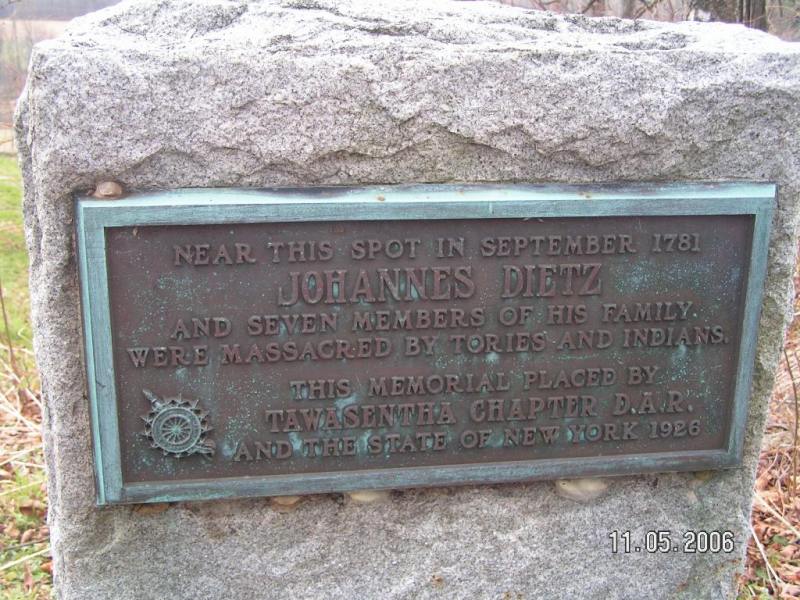 NEAR THIS SPOT IN SEPTEMBER 1781
JOHANNES DIETZ
AND SEVEN MEMBERS OF HIS FAMILY
WERE MASSACRED BY TORIES AND INDIANS.
THIS MEMORIAL PLACED BY
TAWASENTHA CHAPTER D.A.R.
AND THE STATE OF NEW YORK 1926
11.05.2006